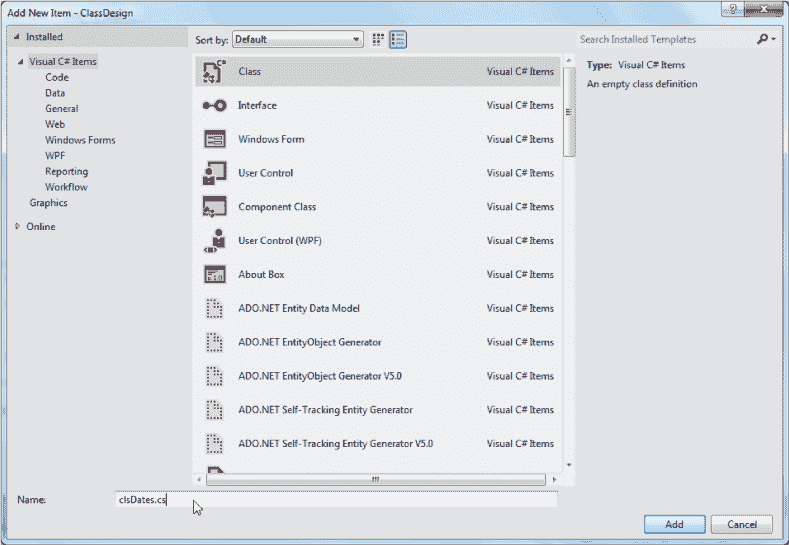 Add New Item - ClassDesign
Installed
Sort by: Default
Search Installed Templates
Visual C# Items
Code
Data
General
Web
Windows Forms
WPF
Reporting
Workflow
Graphics
Online
Class Visual C# Items
Interface Visual C# Items
Windows Form Visual C# Items
User Control Visual C# Items
Component Class Visual C# Items
User Control (WPF) Visual C# Items
About Box Visual C# Items
ADO.NET Entity Data Model Visual C# Items
ADO.NET EntityObject Generator Visual C# Items
ADO.NET EntityObject Generator V5.0 Visual C# Items
ADO.NET Self-Tracking Entity Generator Visual C# Items
ADO.NET Self-Tracking Entity Generator V5.0 Visual C# Items
Type: Visual C# Items
An empty class definition
Name: clsDates.cs
Add Cancel